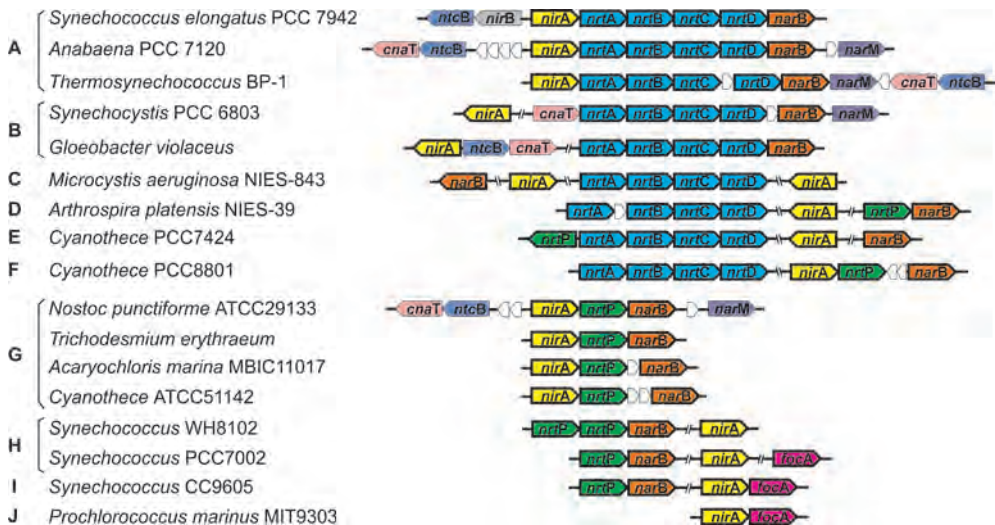 Synechococcus elongatus PCC 7942 ntcB nirB nirA nrtA nrtB nrtC nrtD narB
A Anabaena PCC 7120 cnaT ntcB nirA nrtA nrtB nrtC nrtD narB narM
Thermosynechococcus BP-1 nirA nrtA nrtB nrtC nrtD narB narM cnaT ntcB
Synechocystis PCC 6803 nirA cnaT nrtA nrtB nrtC nrtD narB narM
B
Gloeobacter violaceus nirA ntcB cnaT nrtA nrtB nrtC nrtD narB
C Microcystis aeruginosa NIES-843 narB nirA nrtA nrtB nrtC nrtD nirA
D Arthrospira platensis NIES-39 nrtA nrtB nrtC nrtD nirA nrtP narB
E Cyanothece PCC7424 nrtP nrtA nrtB nrtC nrtD nirA narB
F Cyanothece PCC8801 nrtA nrtB nrtC nrtD nirA nrtP narB
Nostoc punctiforme ATCC29133 cnaT ntcB nirA nrtP narB narM
Trichodesmium erythraeum nirA nrtP narB
G
Acaryochloris marina MBIC11017 nirA nrtP narB
Cyanothece ATCC51142 nirA nrtP narB
Synechococcus WH8102 nrtP nrtP narB nirA
H
Synechococcus PCC7002 nrtP narB nirA focA
I Synechococcus CC9605 nrtP narB nirA focA
J Prochlorococcus marinus MIT9303 nirA focA